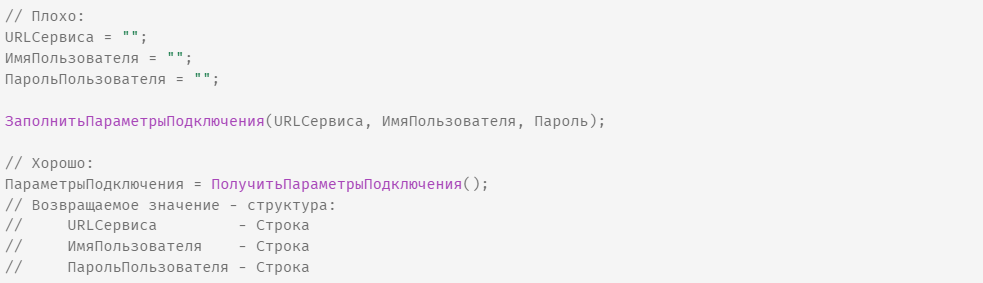 // Плохо:
URLСервиса = "";
ИмяПользователя = "";
ПарольПользователя = "";
ЗаполнитьПараметрыПодключения(URLСервиса, ИмяПользователя, Пароль);
// Хорошо:
ПараметрыПодключения = ПолучитьПараметрыПодключения();
// Возвращаемое значение - структура:
//     URLСервиса         - Строка
//     ИмяПользователя    - Строка
//     ПарольПользователя - Строка